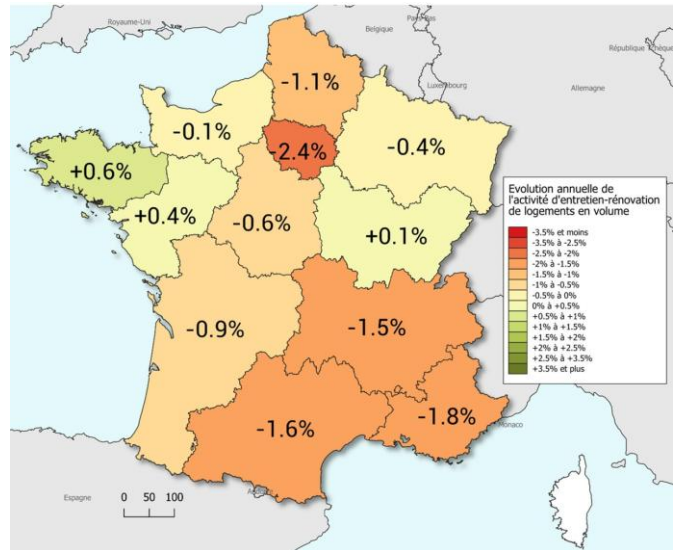 Royaume-Uni
Belgique
Pays-Bas
République Tchèque
Luxembourg
Allemagne
-1.1%
-0.1%
-2.4%
-0.4%
+0.6%
+0.4%
-0.6%
+0.1%
-0.9%
-1.5%
-1.6%
-1.8%
Monaco
Espagne
0 50 100
Evolution annuelle de
l'activité d'entretien-rénovation
de logements en volume
-3.5% et moins
-3.5% à -2.5%
-2.5% à -2%
-2% à -1.5%
-1.5% à -1%
-1% à -0.5%
-0.5% à 0%
0% à +0.5%
+0.5% à +1%
+1% à +1.5%
+1.5% à +2%
+2% à +2.5%
+2.5% à +3.5%
+3.5% et plus